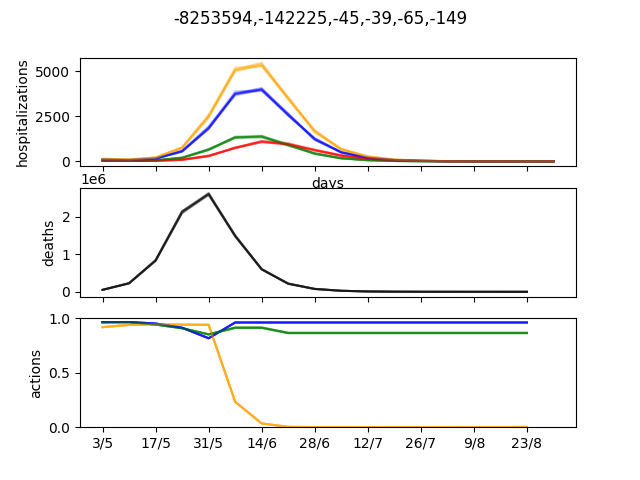 -8253594,-142225,-45,-39,-65,-149
hospitalizations
5000
2500
0
days
1e6
deaths
2
1
0
actions
1.0
0.5
0.0
3/5 17/5 31/5 14/6 28/6 12/7 26/7 9/8 23/8